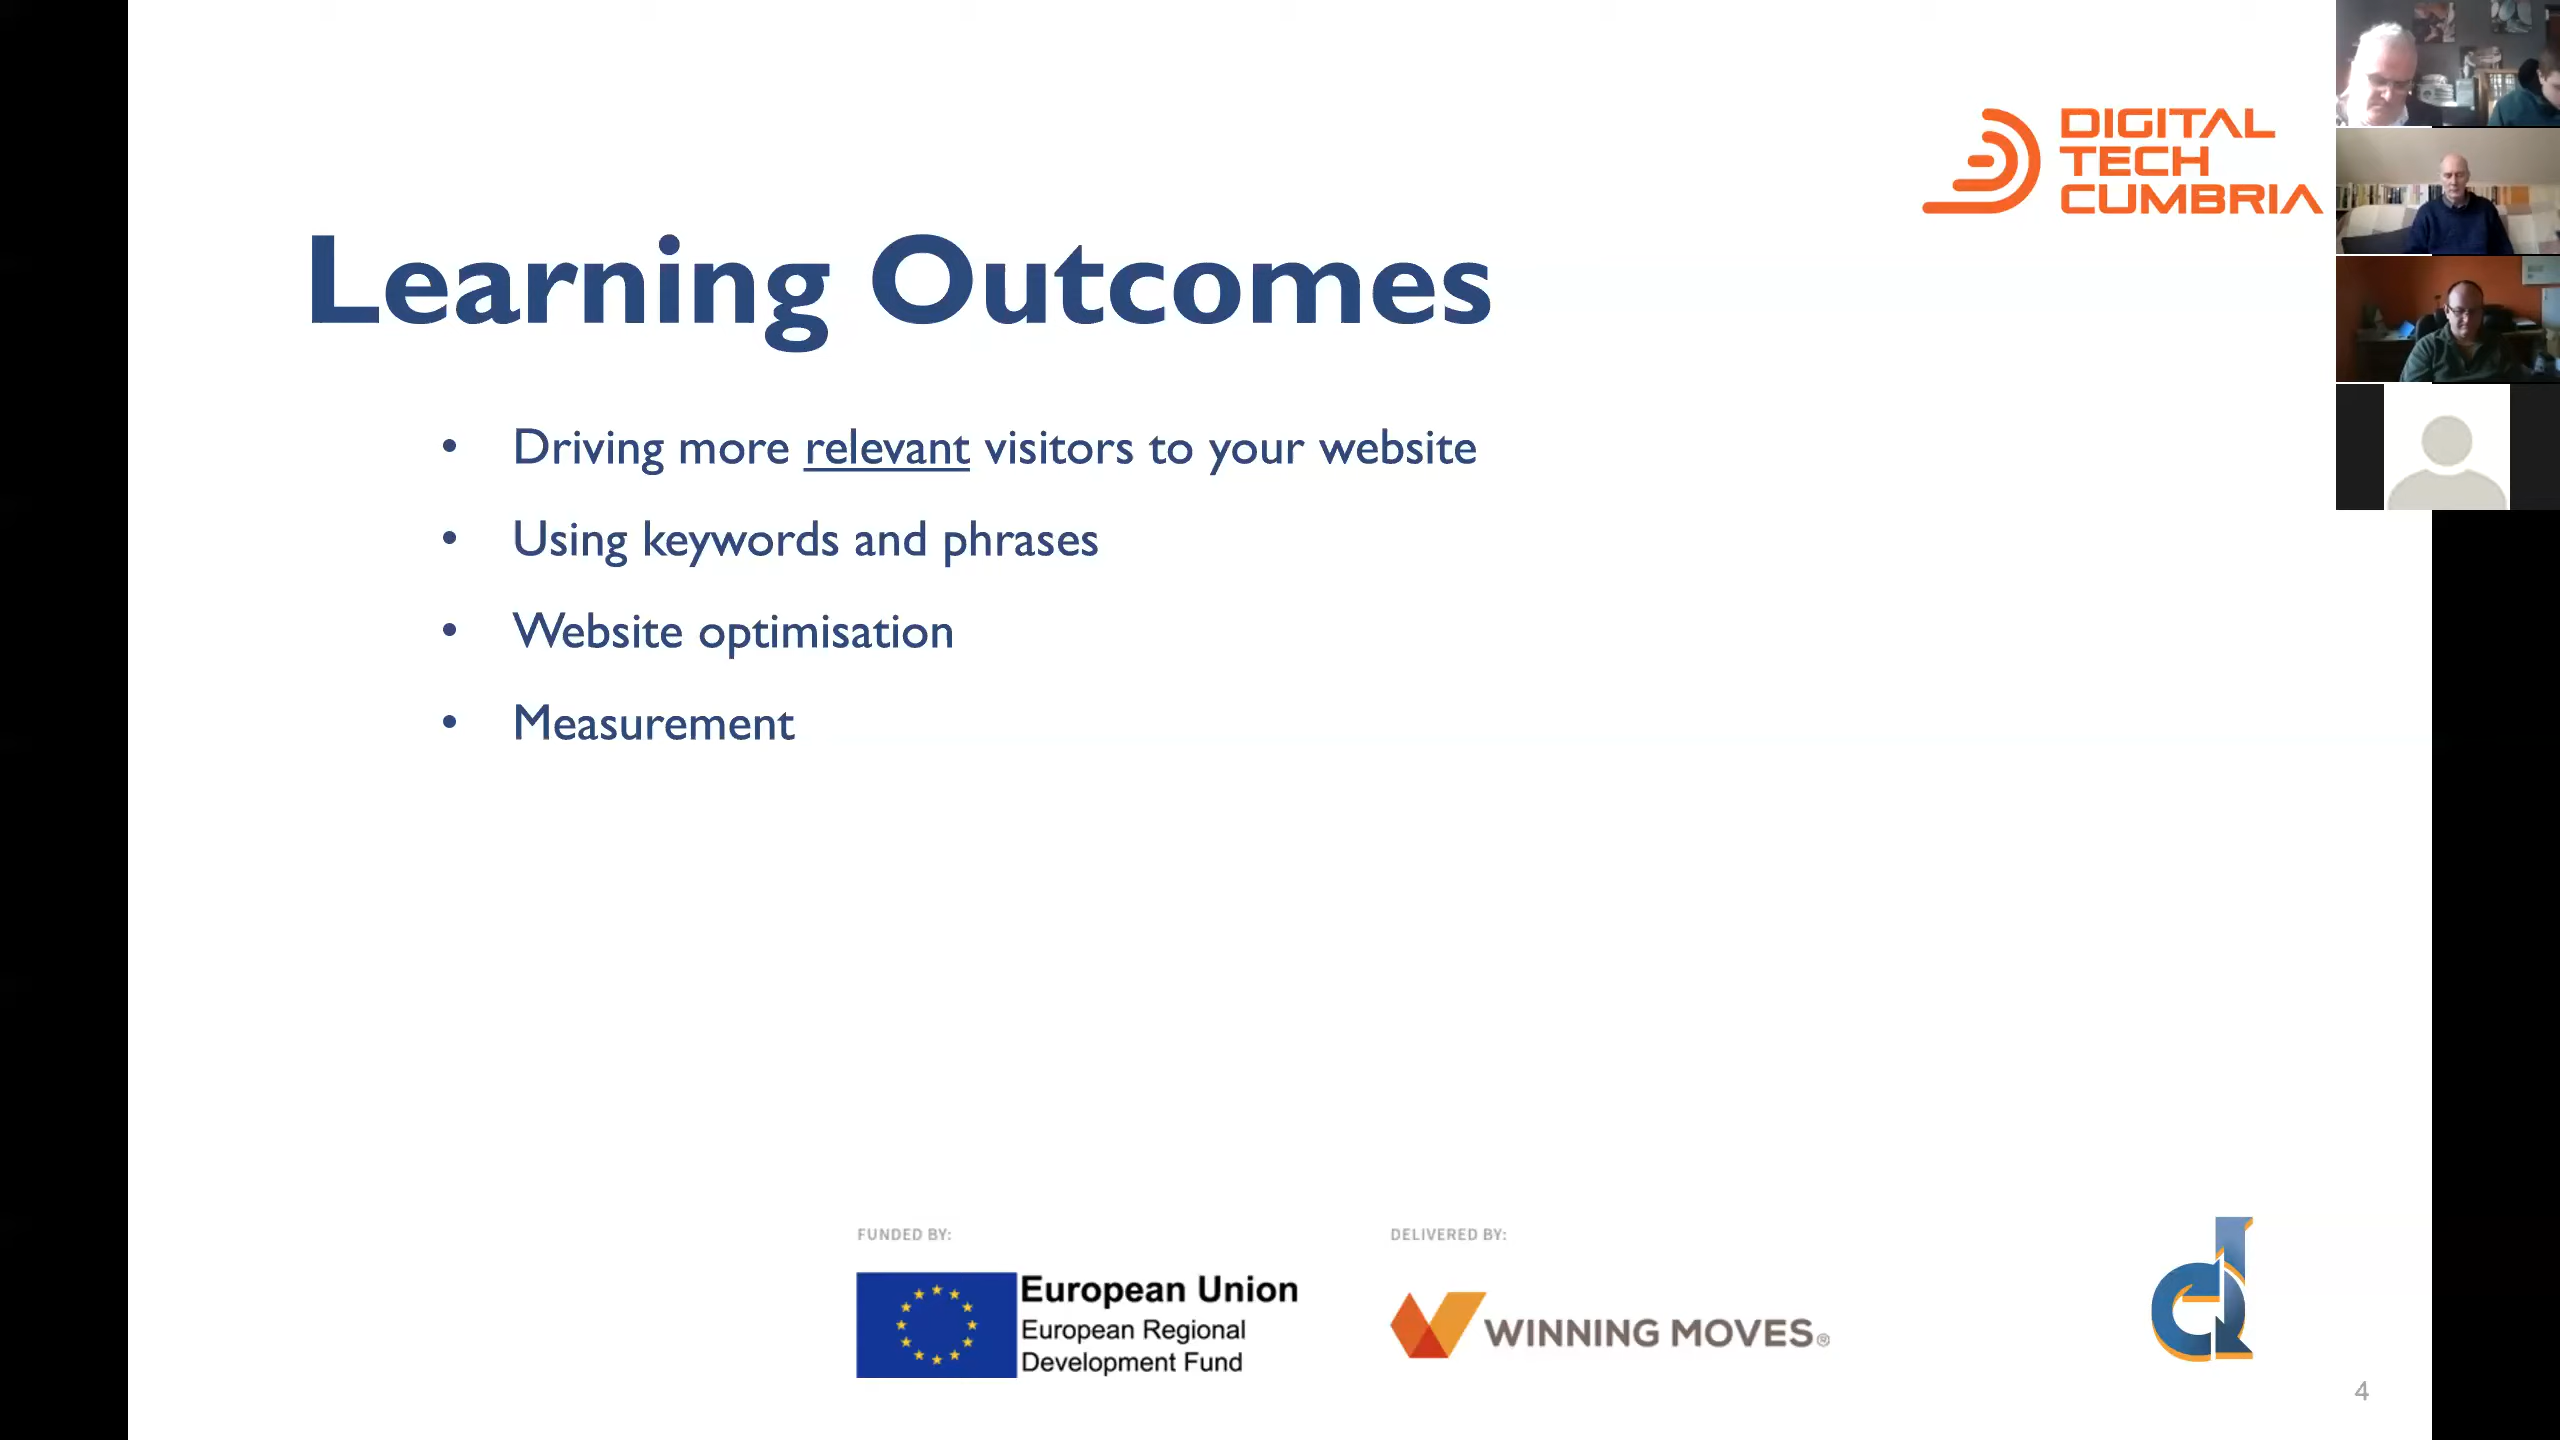 DIGITAL
TECH
CUMBRIA
Learning Outcomes
• Driving more relevant visitors to your website
• Using keywords and phrases
• Website optimisation
• Measurement
FUNDED BY:
European Union
European Regional
Development Fund
DELIVERED BY:
WINNING MOVES®
4